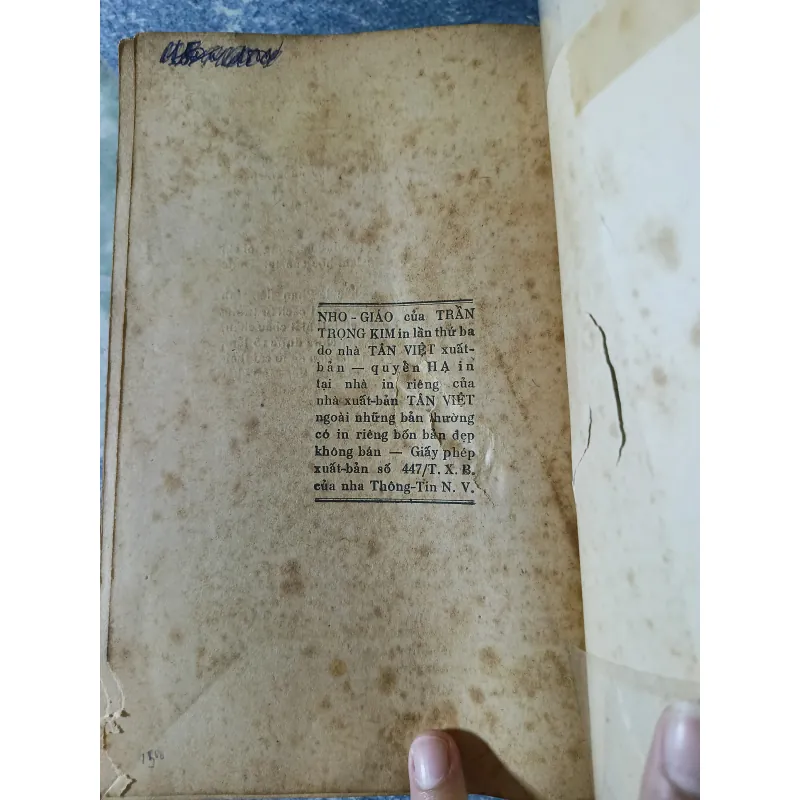 NHO - GIÁO của TRẦN
TRỌNG KIM in lần thứ ba
do nhà TÂN VIỆT xuất-
bản — quyển HẠ in
tại nhà in riêng của
nhà xuất-bản TÂN VIỆT
ngoài những bản thường
có in riêng bốn bản đẹp
không bán — Giấy phép
xuất-bản số 447/T. X. B.
của nha Thông-Tin N. V.